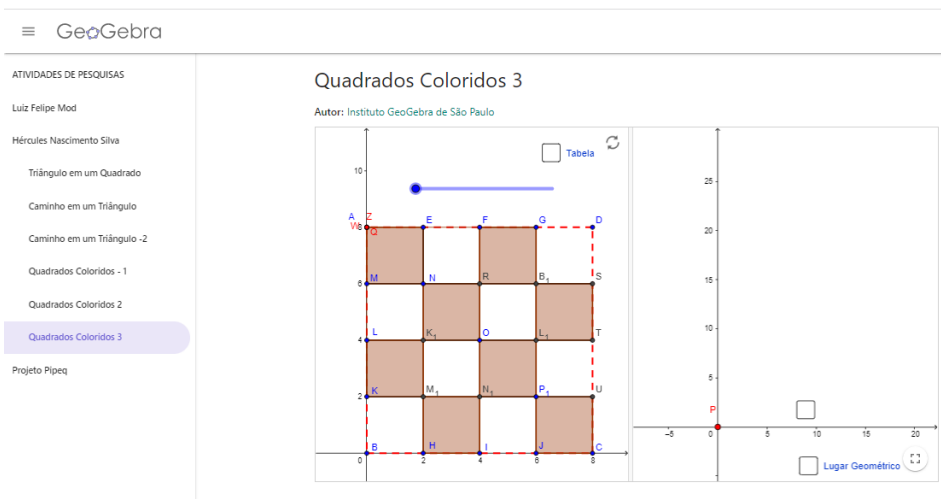 GeoGebra
ATIVIDADES DE PESQUISAS
Luiz Felipe Mod
Hércules Nascimento Silva
Triângulo em um Quadrado
Caminho em um Triângulo
Caminho em um Triângulo -2
Quadrados Coloridos - 1
Quadrados Coloridos 2
Quadrados Coloridos 3
Projeto Pipeq
Quadrados Coloridos 3
Autor: Instituto GeoGebra de São Paulo
Tabela
10
A Z E F G D
W 8 Q
M N R B1 S
6
L K1 O L1 T
4
K M1 N1 P1 U
2
B H I J C
0 2 4 6 8
25
20
15
10
5
P
-5 0 5 10 15 20
Lugar Geométrico